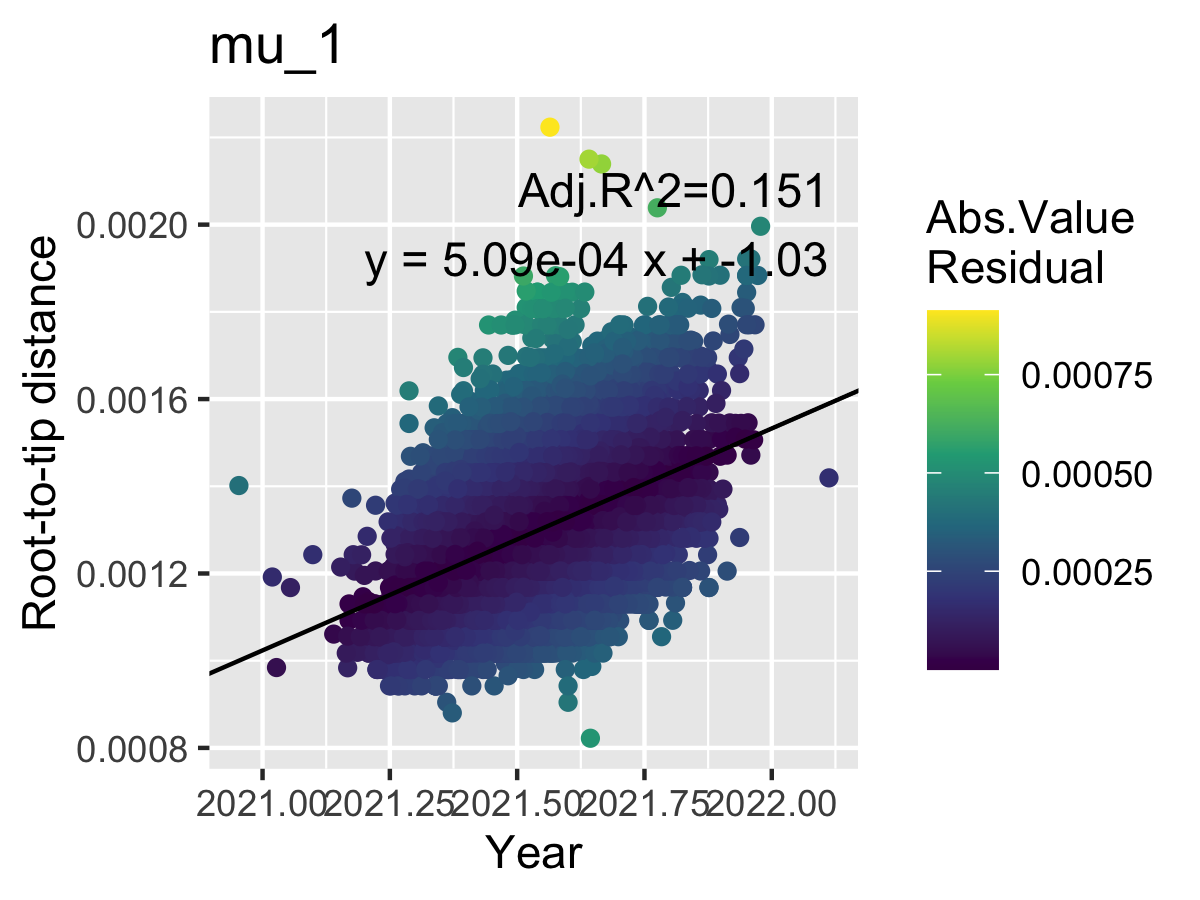 mu_1
Adj.R^2=0.151
y = 5.09e-04 x + -1.03
Root-to-tip distance
0.0020
0.0016
0.0012
0.0008
2021.00 2021.25 2021.50 2021.75 2022.00
Year
Abs.Value
Residual
0.00075
0.00050
0.00025